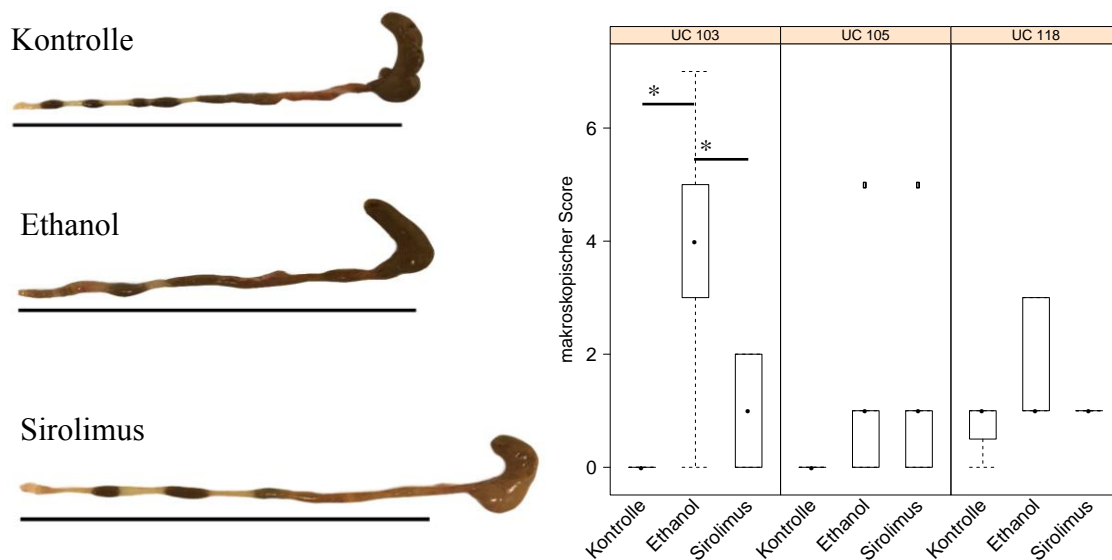 Kontrolle
Ethanol
Sirolimus
UC 103 UC 105 UC 118
makroskopischer Score
6
4
2
0
*
*
Kontrolle Ethanol Sirolimus Kontrolle Ethanol Sirolimus Kontrolle Ethanol Sirolimus